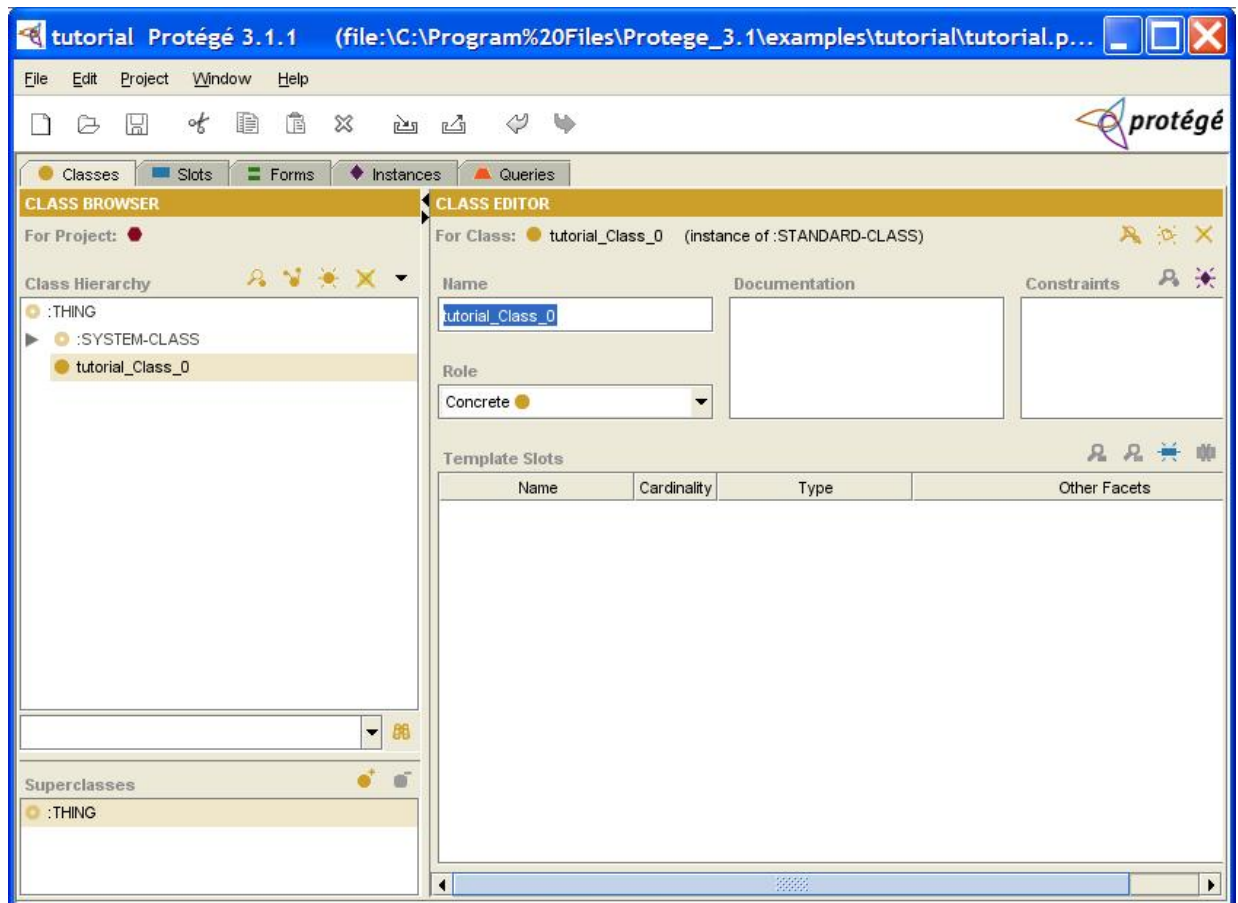 tutorial Protégé 3.1.1 (file:\C:\Program%20Files\Protege_3.1\examples\tutorial\tutorial.p...
File Edit Project Window Help
protégé
Classes Slots Forms Instances Queries
CLASS BROWSER
For Project:
Class Hierarchy
:THING
:SYSTEM-CLASS
tutorial_Class_0
Superclasses
:THING
CLASS EDITOR
For Class: tutorial_Class_0 (instance of :STANDARD-CLASS)
Name Documentation Constraints
tutorial_Class_0
Role
Concrete
Template Slots
Name Cardinality Type Other Facets